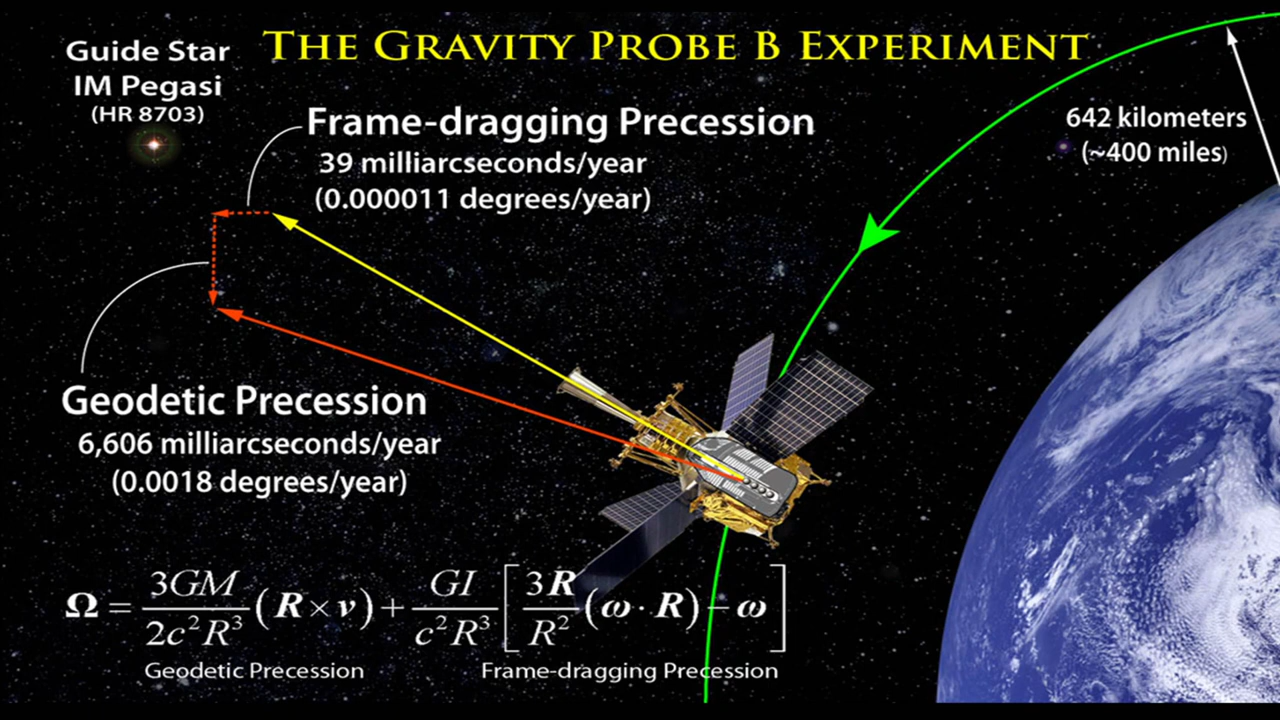 THE GRAVITY PROBE B EXPERIMENT
Guide Star
IM Pegasi
(HR 8703)
Frame-dragging Precession
39 milliarcseconds/year
(0.000011 degrees/year)
642 kilometers
(~400 miles)
Geodetic Precession
6,606 milliarcseconds/year
(0.0018 degrees/year)
Ω = 3GM / 2c²R³ (R × v) + GI / c²R³ [ 3R / R² (ω · R) − ω ]
Geodetic Precession
Frame-dragging Precession